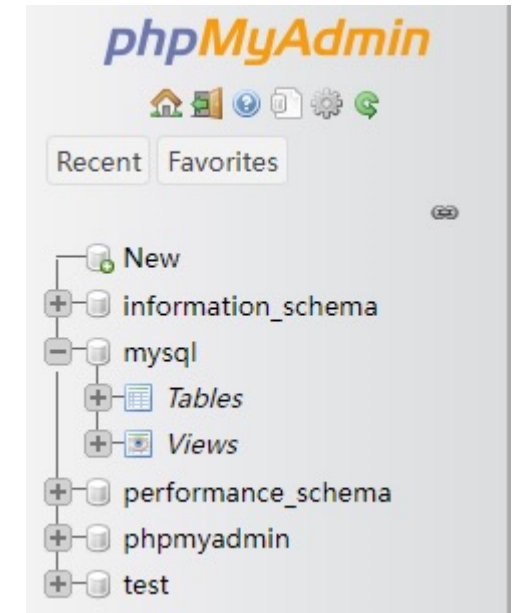 phpMyAdmin
Recent Favorites
New
information_schema
mysql
Tables
Views
performance_schema
phpmyadmin
test